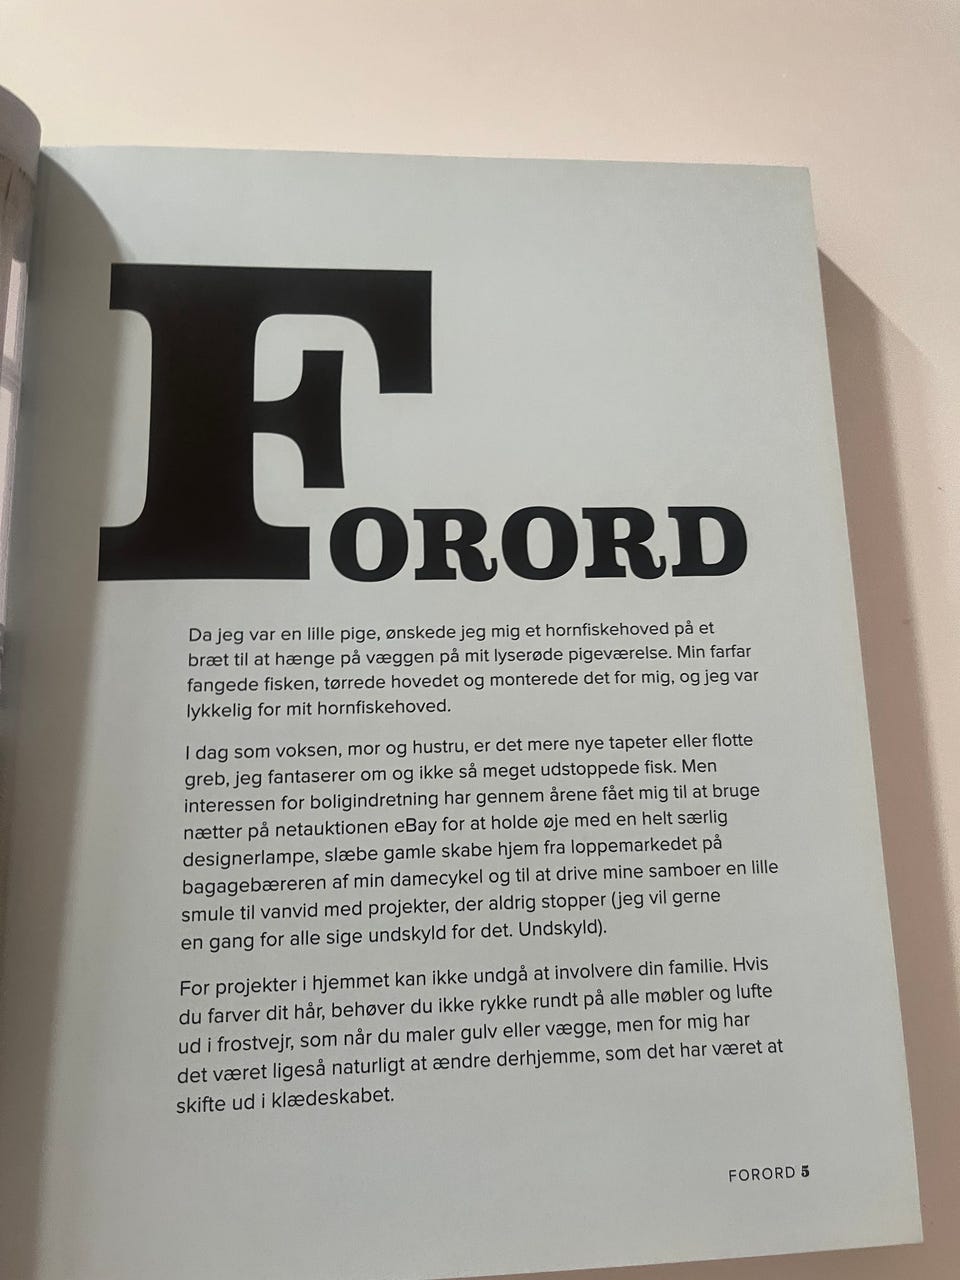 FORORD
Da jeg var en lille pige, ønskede jeg mig et hornfiskehoved på et
bræt til at hænge på væggen på mit lyserøde pigeværelse. Min farfar
fangede fisken, tørrede hovedet og monterede det for mig, og jeg var
lykkelig for mit hornfiskehoved.
I dag som voksen, mor og hustru, er det mere nye tapeter eller flotte
greb, jeg fantaserer om og ikke så meget udstoppede fisk. Men
interessen for boligindretning har gennem årene fået mig til at bruge
nætter på netauktionen eBay for at holde øje med en helt særlig
designerlampe, slæbe gamle skabe hjem fra loppemarkedet på
bagagebæreren af min damecykel og til at drive mine samboer en lille
smule til vanvid med projekter, der aldrig stopper (jeg vil gerne
en gang for alle sige undskyld for det. Undskyld).
For projekter i hjemmet kan ikke undgå at involvere din familie. Hvis
du farver dit hår, behøver du ikke rykke rundt på alle møbler og lufte
ud i frostvejr, som når du maler gulv eller vægge, men for mig har
det været ligeså naturligt at ændre derhjemme, som det har været at
skifte ud i klædeskabet.
FORORD 5